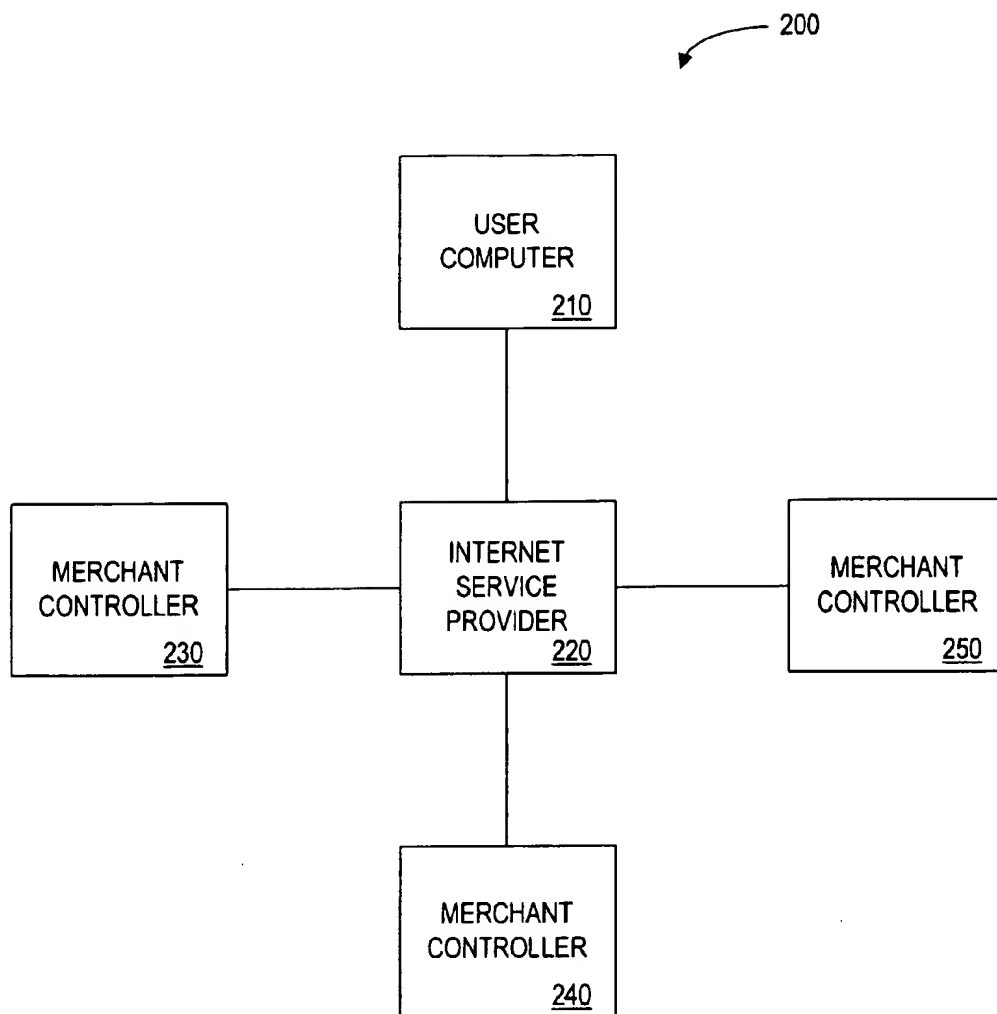 200
USER
COMPUTER
210
MERCHANT
CONTROLLER
230
INTERNET
SERVICE
PROVIDER
220
MERCHANT
CONTROLLER
250
MERCHANT
CONTROLLER
240